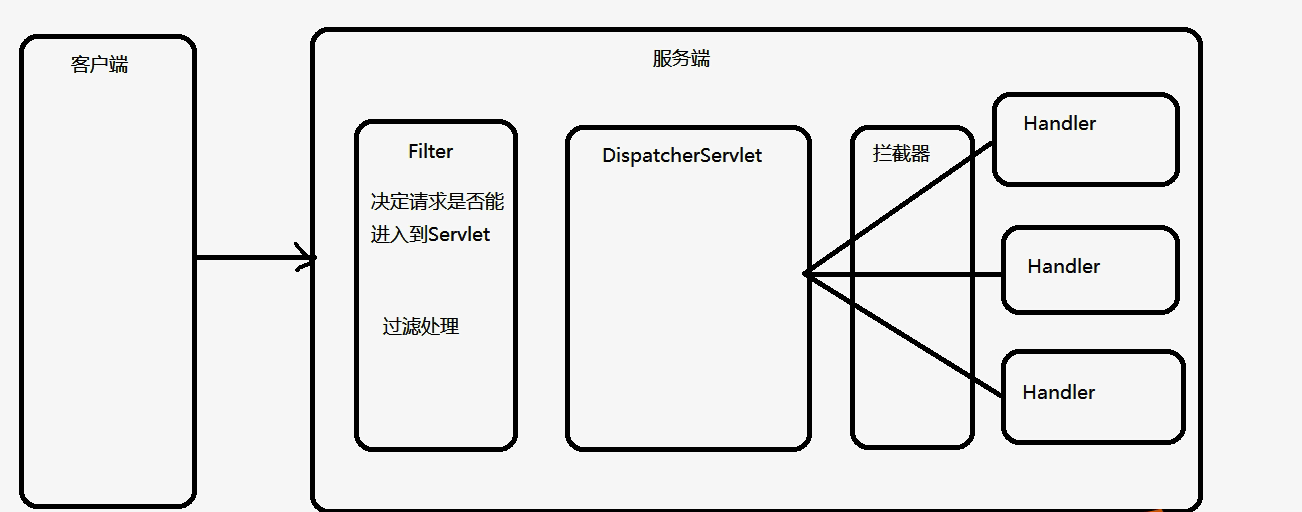 客户端
服务端
Filter
决定请求是否能
进入到Servlet
过滤处理
DispatcherServlet
拦截器
Handler
Handler
Handler